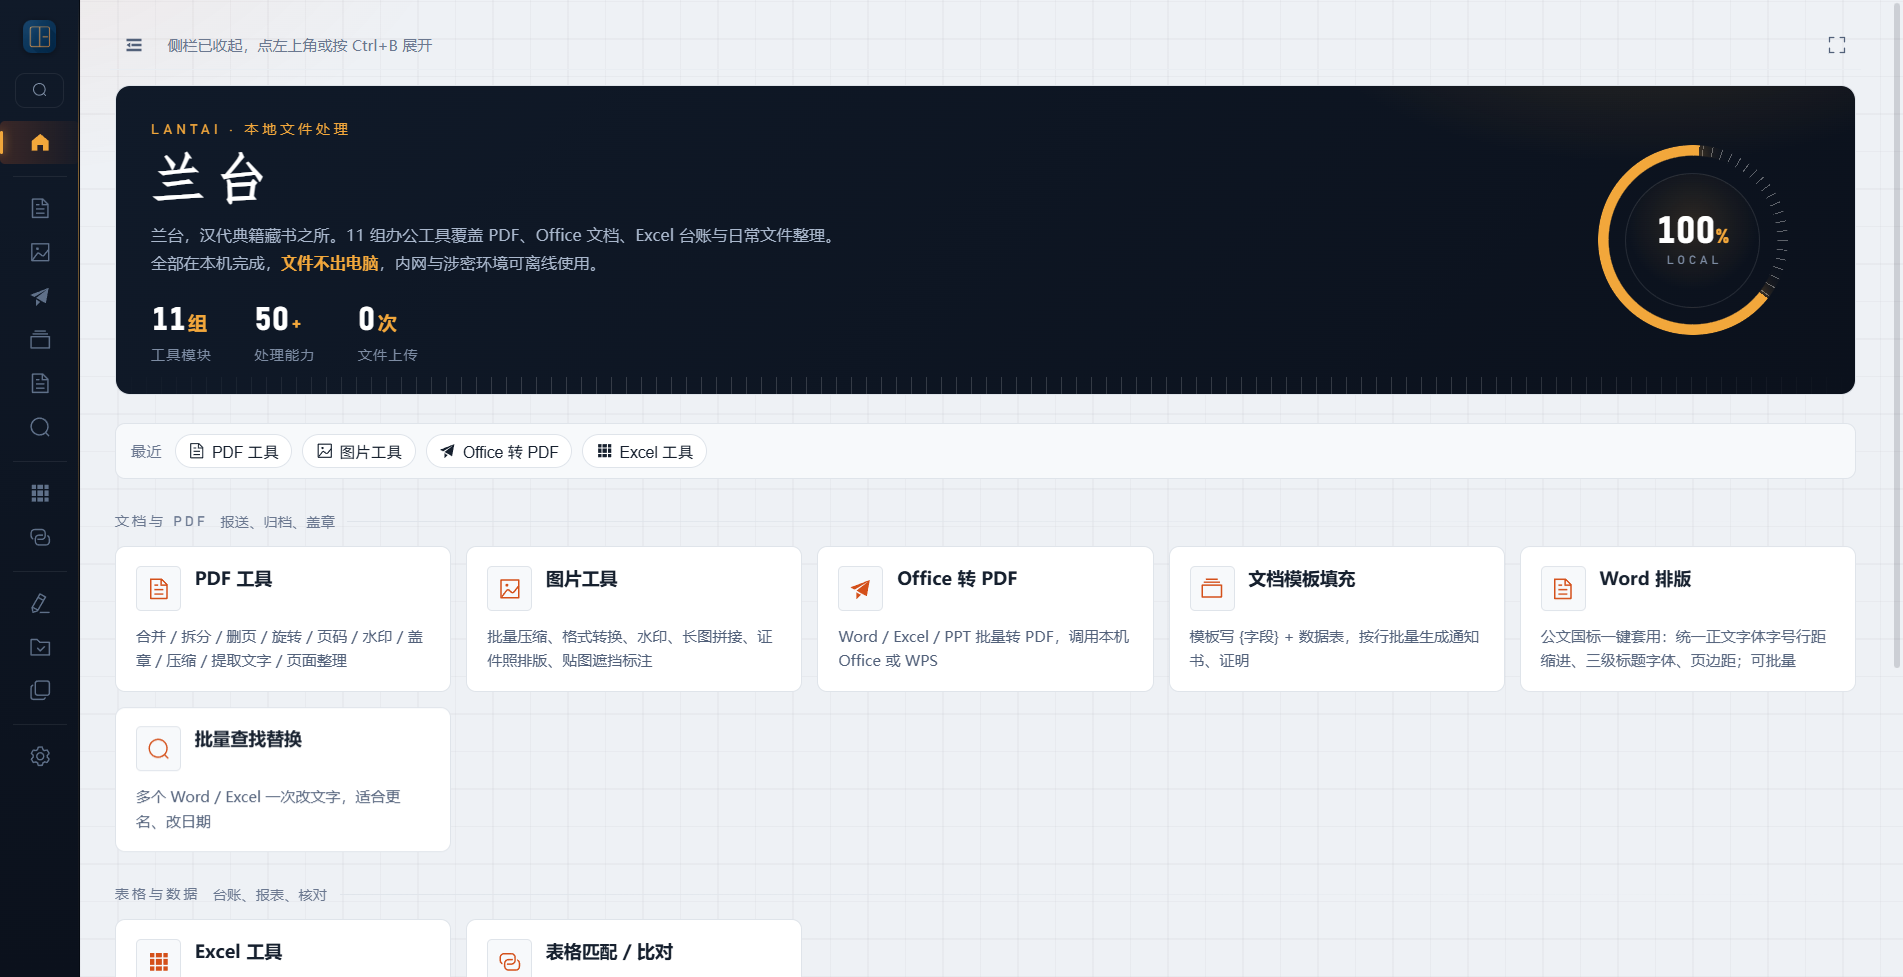 侧栏已收起，点左上角或按 Ctrl+B 展开
LANTAI · 本地文件处理
兰台
兰台，汉代典籍藏书之所。11 组办公工具覆盖 PDF、Office 文档、Excel 台账与日常文件整理。
全部在本机完成，文件不出电脑，内网与涉密环境可离线使用。
11组
工具模块
50+
处理能力
0次
文件上传
100%
LOCAL
最近
PDF 工具
图片工具
Office 转 PDF
Excel 工具
文档与 PDF 报送、归档、盖章
PDF 工具
合并 / 拆分 / 删页 / 旋转 / 页码 / 水印 / 盖
章 / 压缩 / 提取文字 / 页面整理
图片工具
批量压缩、格式转换、水印、长图拼接、证
件照排版、贴图遮挡标注
Office 转 PDF
Word / Excel / PPT 批量转 PDF，调用本机
Office 或 WPS
文档模板填充
模板写 {字段} + 数据表，按行批量生成通知
书、证明
Word 排版
公文国标一键套用：统一正文字体字号行距
缩进、三级标题字体、页边距；可批量
批量查找替换
多个 Word / Excel 一次改文字，适合更
名、改日期
表格与数据 台账、报表、核对
Excel 工具
表格匹配 / 比对